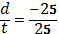 d/t = -25/25